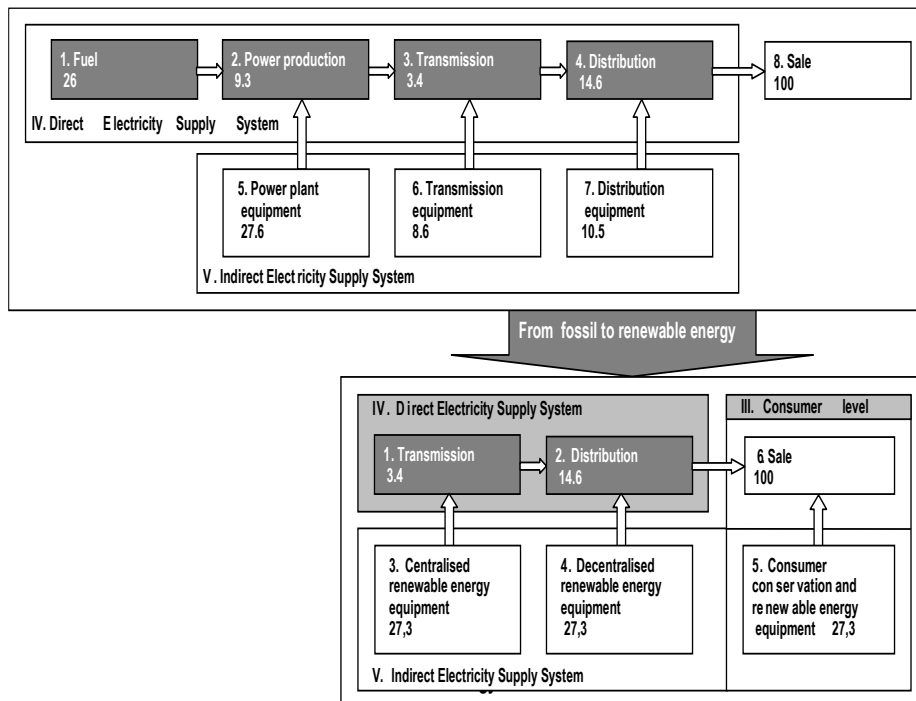 1. Fuel
26
2. Power production
9.3
3. Transmission
3.4
4. Distribution
14.6
8. Sale
100
IV. Direct Electricity Supply System
5. Power plant
equipment
27.6
6. Transmission
equipment
8.6
7. Distribution
equipment
10.5
V. Indirect Electricity Supply System
From fossil to renewable energy
IV. Direct Electricity Supply System
III. Consumer level
1. Transmission
3.4
2. Distribution
14.6
6. Sale
100
3. Centralised
renewable energy
equipment
27,3
4. Decentralised
renewable energy
equipment
27,3
5. Consumer
conservation and
renewable energy
equipment 27,3
V. Indirect Electricity Supply System